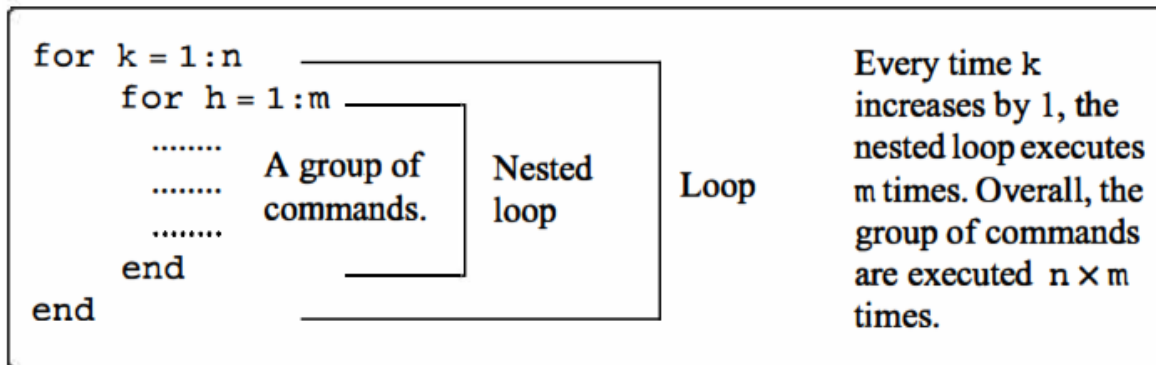 for k = 1:n
for h = 1:m
........
........
........
end
end
A group of
commands.
Nested
loop
Loop
Every time k
increases by 1, the
nested loop executes
m times. Overall, the
group of commands
are executed n × m
times.